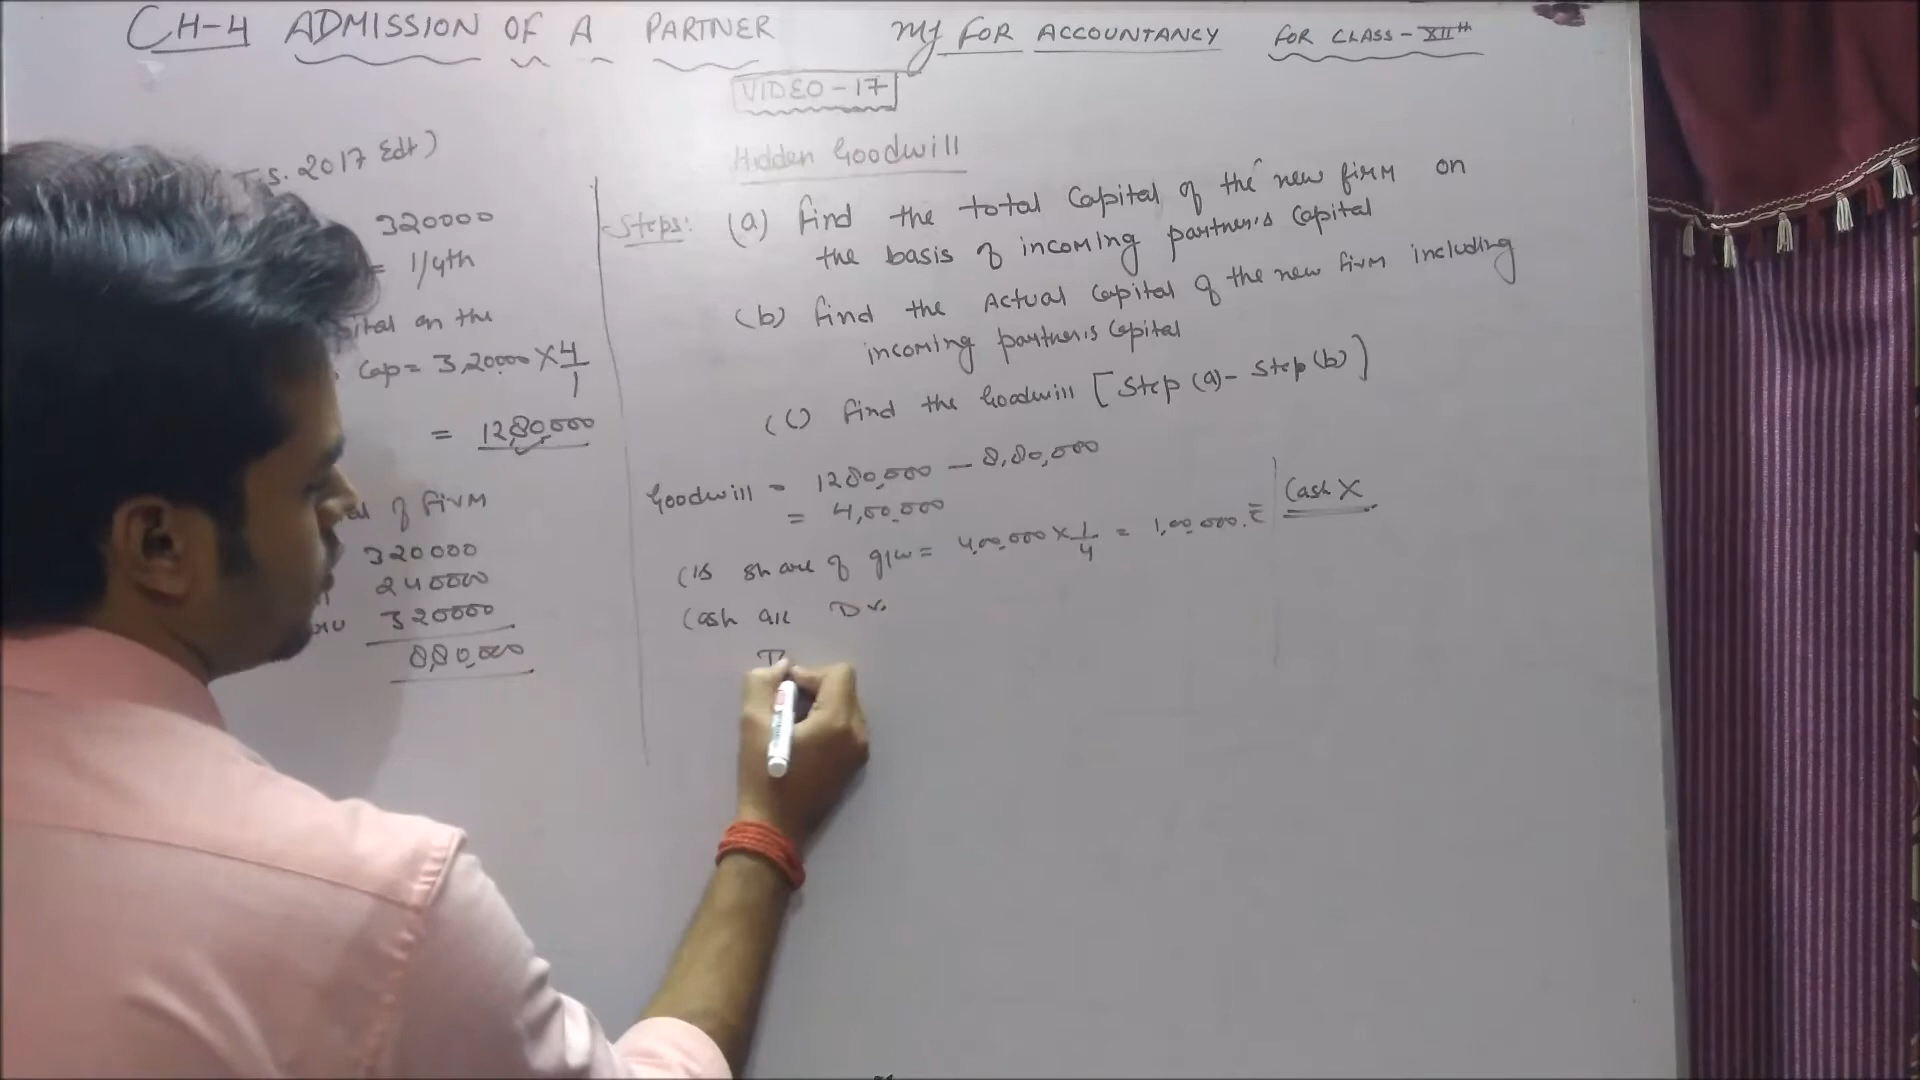 CH-4 ADMISSION OF A PARTNER MJ FOR ACCOUNTANCY FOR CLASS-XIIth
VIDEO-17
T.S. 2017 Edt)
320000
= 1/4th
on the
Cap = 3,20000 × 4/1
= 12,80,000
of firm
320000
240000
320000
8,80,000
Hidden Goodwill
Steps: (a) find the total Capital of the new firm on
the basis of incoming partner's Capital
(b) find the Actual Capital of the new firm including
incoming partner's Capital
(c) find the Goodwill [Step (a) - Step (b)]
Goodwill = 1280,000 - 8,80,000
= 4,00,000
C's share of g/w = 4,00,000 × 1/4 = 1,00,000.₹
Cash X
Cash a/c Dr.